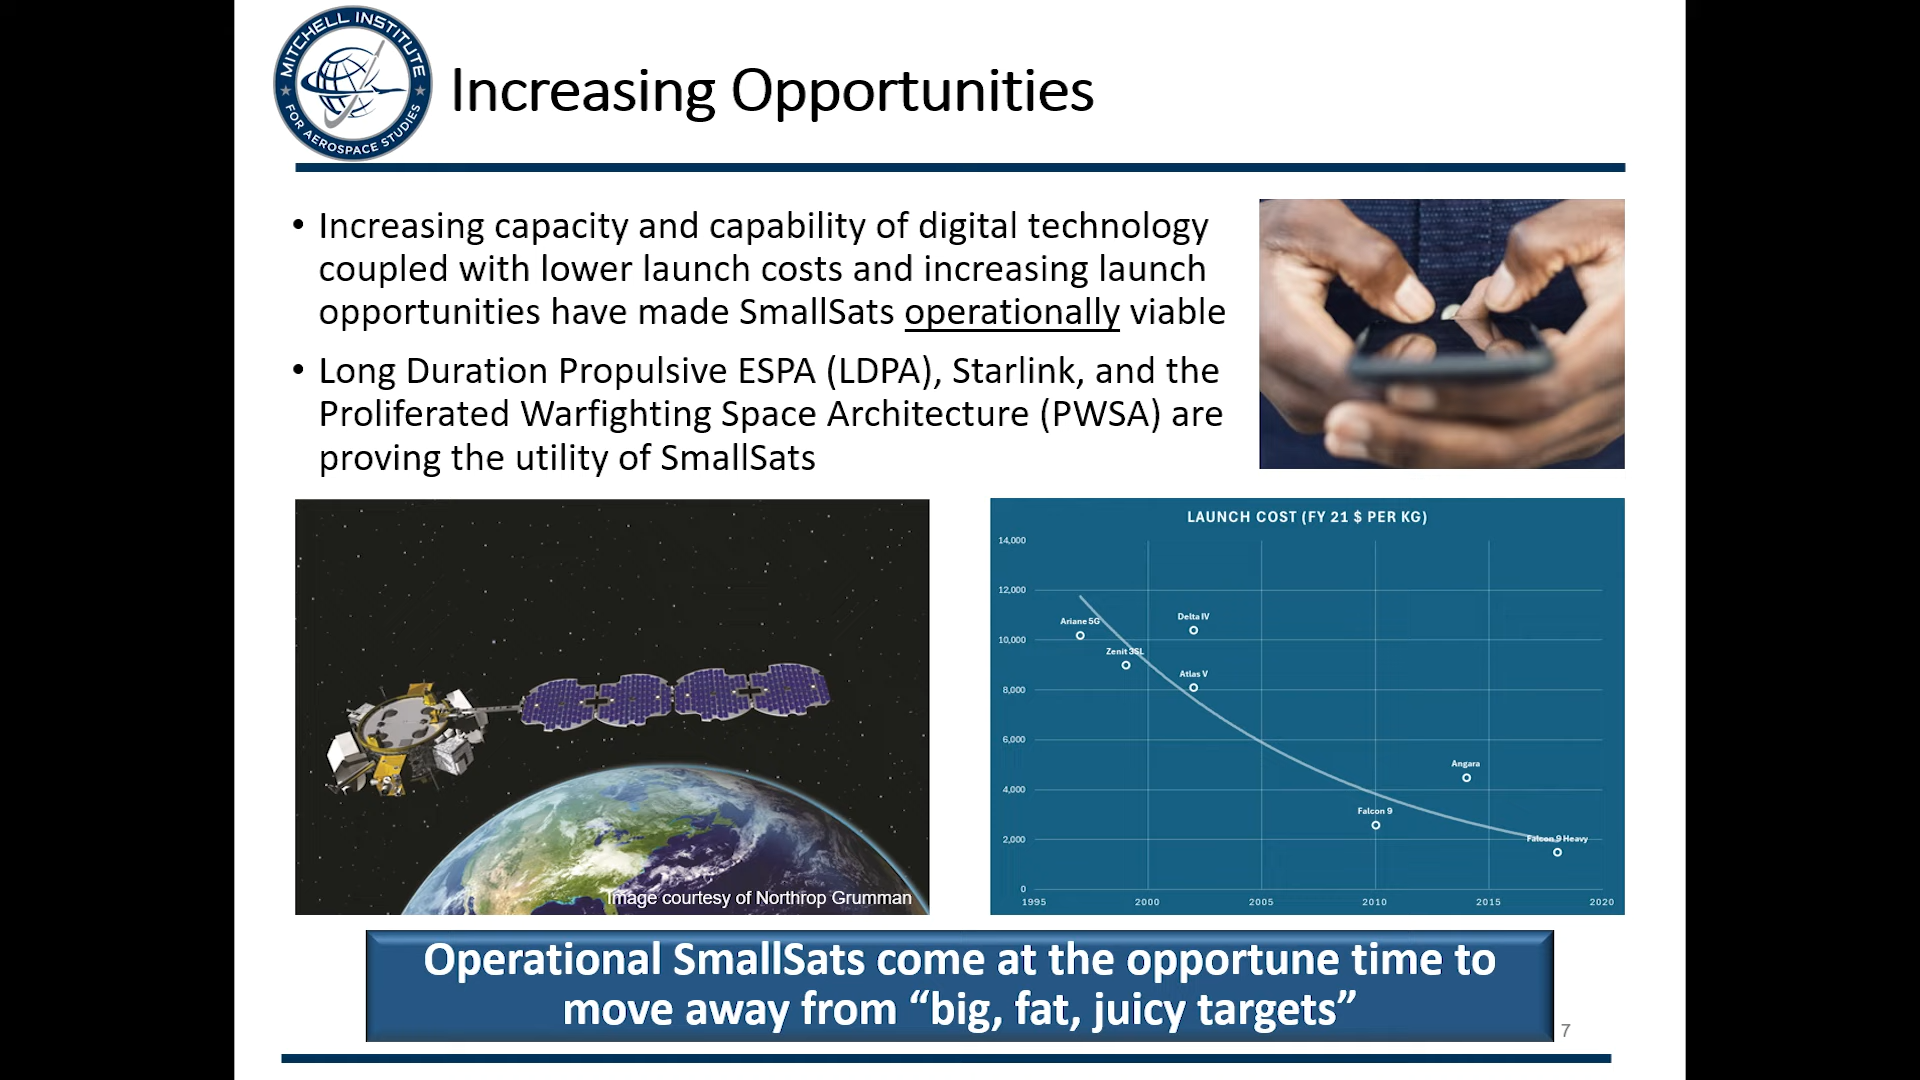 MITCHELL INSTITUTE
FOR AEROSPACE STUDIES
Increasing Opportunities
• Increasing capacity and capability of digital technology
coupled with lower launch costs and increasing launch
opportunities have made SmallSats operationally viable
• Long Duration Propulsive ESPA (LDPA), Starlink, and the
Proliferated Warfighting Space Architecture (PWSA) are
proving the utility of SmallSats
Image courtesy of Northrop Grumman
LAUNCH COST (FY 21 $ PER KG)
14,000
12,000
10,000
8,000
6,000
4,000
2,000
0
Ariane 5G
Zenit 3SL
Delta IV
Atlas V
Angara
Falcon 9
Falcon 9 Heavy
1995 2000 2005 2010 2015 2020
Operational SmallSats come at the opportune time to
move away from “big, fat, juicy targets”
7